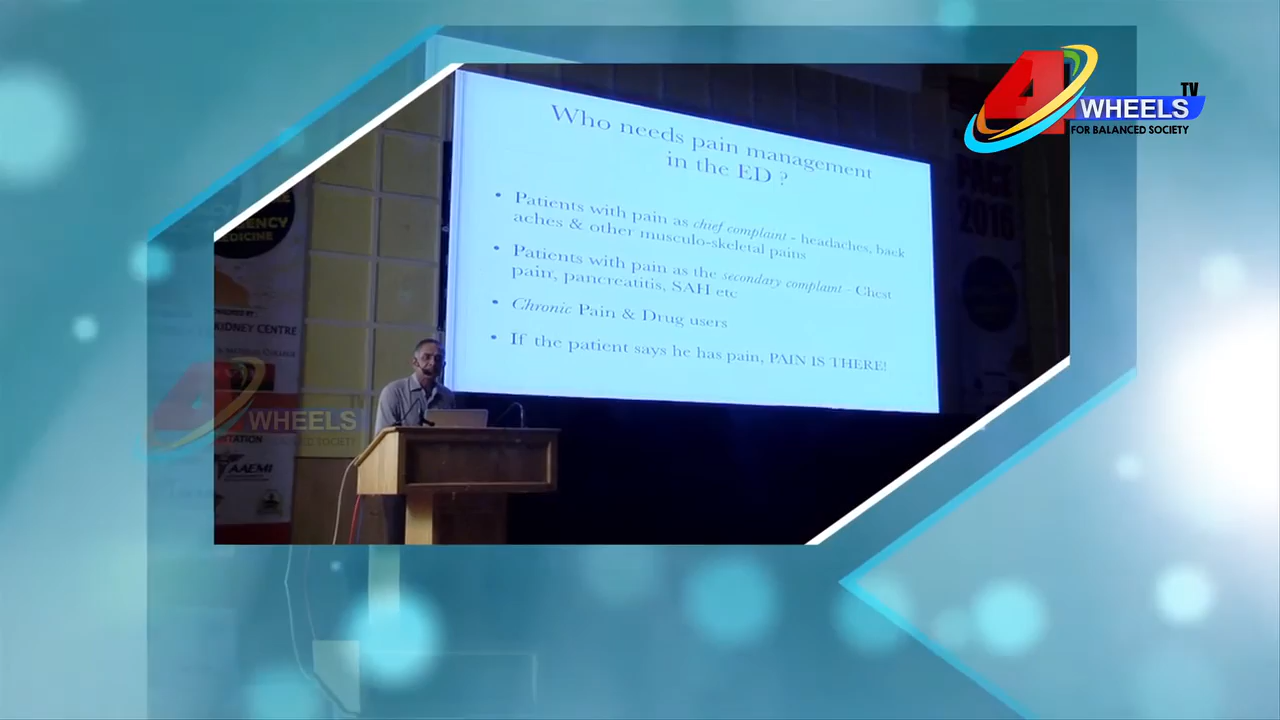 4
TV
WHEELS
FOR BALANCED SOCIETY
Who needs pain management
in the ED ?
• Patients with pain as chief complaint - headaches, back
aches & other musculo-skeletal pains
• Patients with pain as the secondary complaint - Chest
pain, pancreatitis, SAH etc
• Chronic Pain & Drug users
• If the patient says he has pain, PAIN IS THERE!
PACE
2016
MEDICINE
KIDNEY CENTRE
4
WHEELS
AAEMI